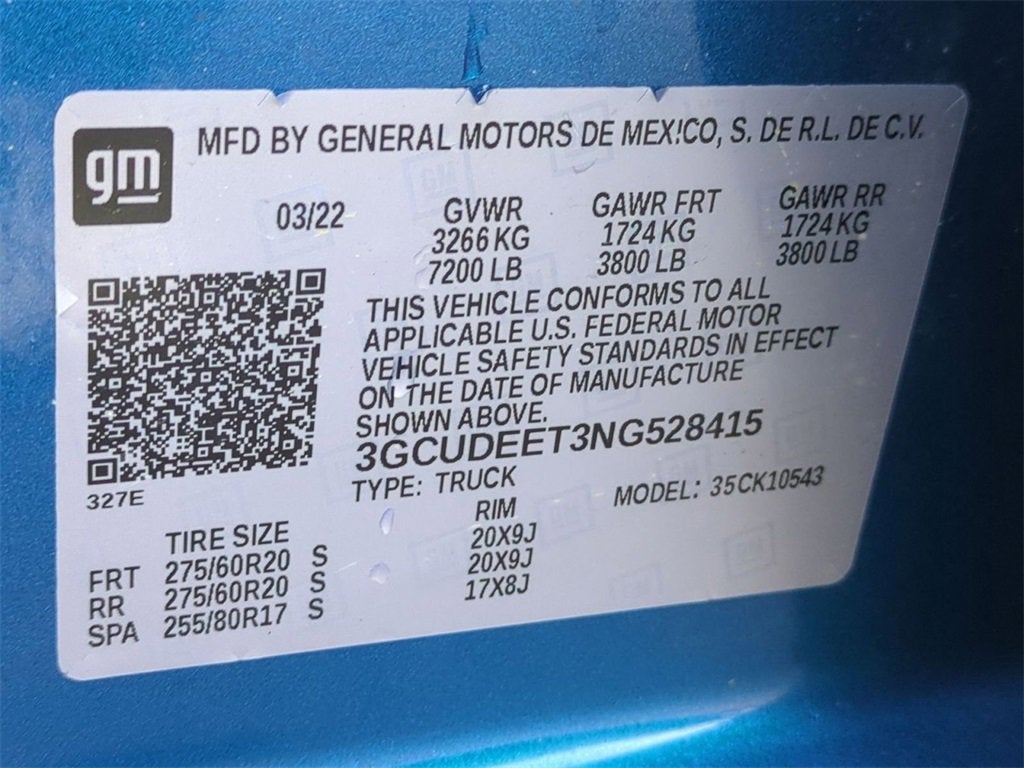 gm
MFD BY GENERAL MOTORS DE MEXICO, S. DE R.L. DE C.V.
03/22 GVWR GAWR FRT GAWR RR
3266 KG 1724 KG 1724 KG
7200 LB 3800 LB 3800 LB
THIS VEHICLE CONFORMS TO ALL
APPLICABLE U.S. FEDERAL MOTOR
VEHICLE SAFETY STANDARDS IN EFFECT
ON THE DATE OF MANUFACTURE
SHOWN ABOVE.
3GCUDEET3NG528415
327E
TYPE: TRUCK MODEL: 35CK10543
TIRE SIZE RIM
FRT 275/60R20 S 20X9J
RR 275/60R20 S 20X9J
SPA 255/80R17 S 17X8J